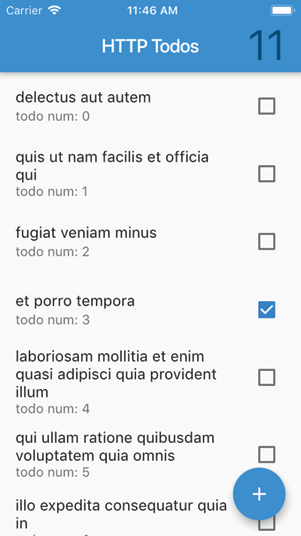 Carrier 11:46 AM
HTTP Todos 11
delectus aut autem
todo num: 0
quis ut nam facilis et officia
qui
todo num: 1
fugiat veniam minus
todo num: 2
et porro tempora
todo num: 3
laboriosam mollitia et enim
quasi adipisci quia provident
illum
todo num: 4
qui ullam ratione quibusdam
voluptatem quia omnis
todo num: 5
illo expedita consequatur quia
in